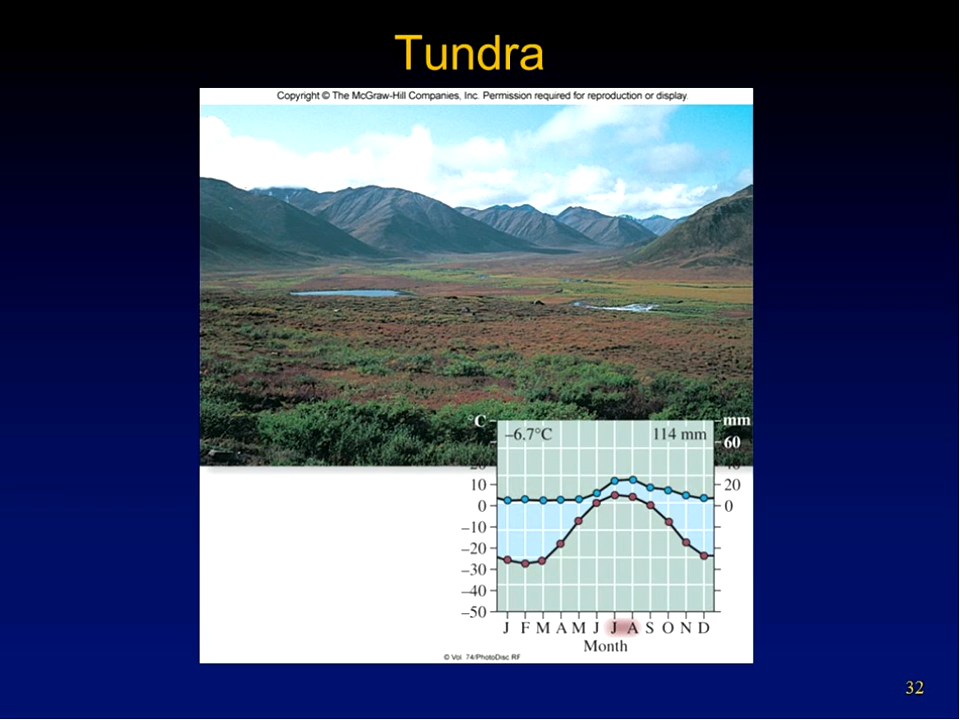 Tundra
Copyright © The McGraw-Hill Companies, Inc. Permission required for reproduction or display.
°C
mm
–6.7°C 114 mm
60
20 40
10 20
0 0
–10
–20
–30
–40
–50
J F M A M J J A S O N D
Month
© Vol. 74/PhotoDisc RF
32